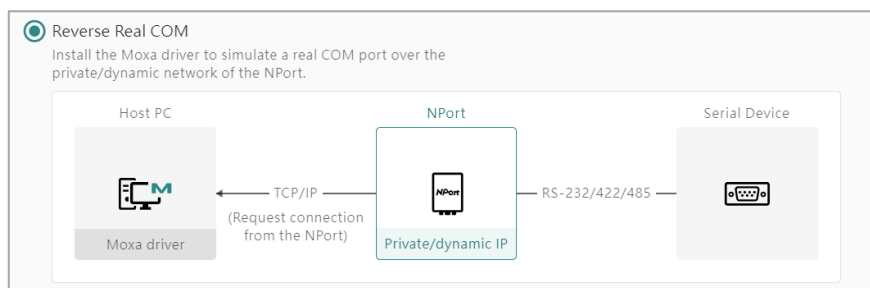 Reverse Real COM
Install the Moxa driver to simulate a real COM port over the
private/dynamic network of the NPort.
Host PC
NPort
Serial Device
M
TCP/IP
NPort
RS-232/422/485
(Request connection
from the NPort)
Moxa driver
Private/dynamic IP